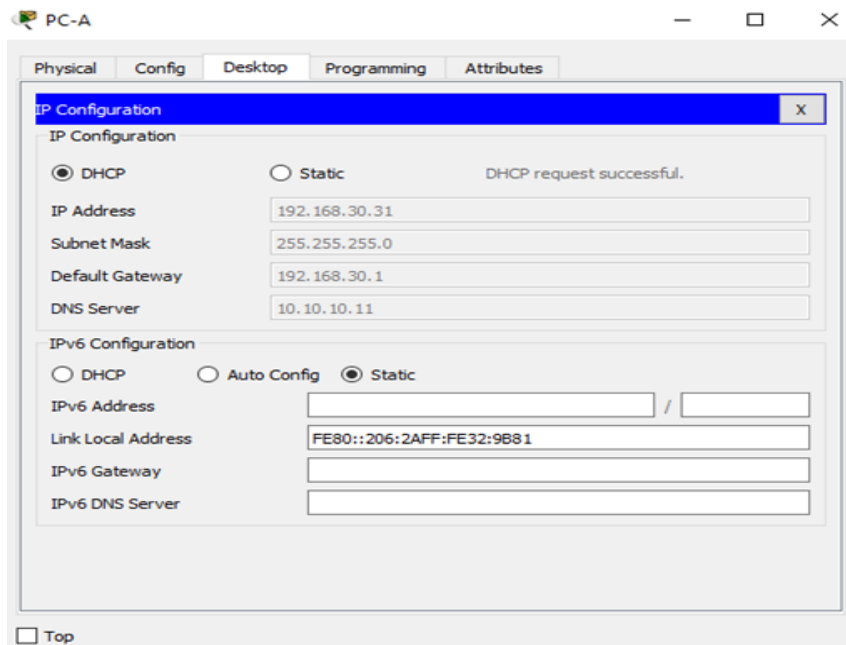 PC-A
Physical Config Desktop Programming Attributes
IP Configuration X
IP Configuration
DHCP Static DHCP request successful.
IP Address 192.168.30.31
Subnet Mask 255.255.255.0
Default Gateway 192.168.30.1
DNS Server 10.10.10.11
IPv6 Configuration
DHCP Auto Config Static
IPv6 Address /
Link Local Address FE80::206:2AFF:FE32:9B81
IPv6 Gateway
IPv6 DNS Server
Top